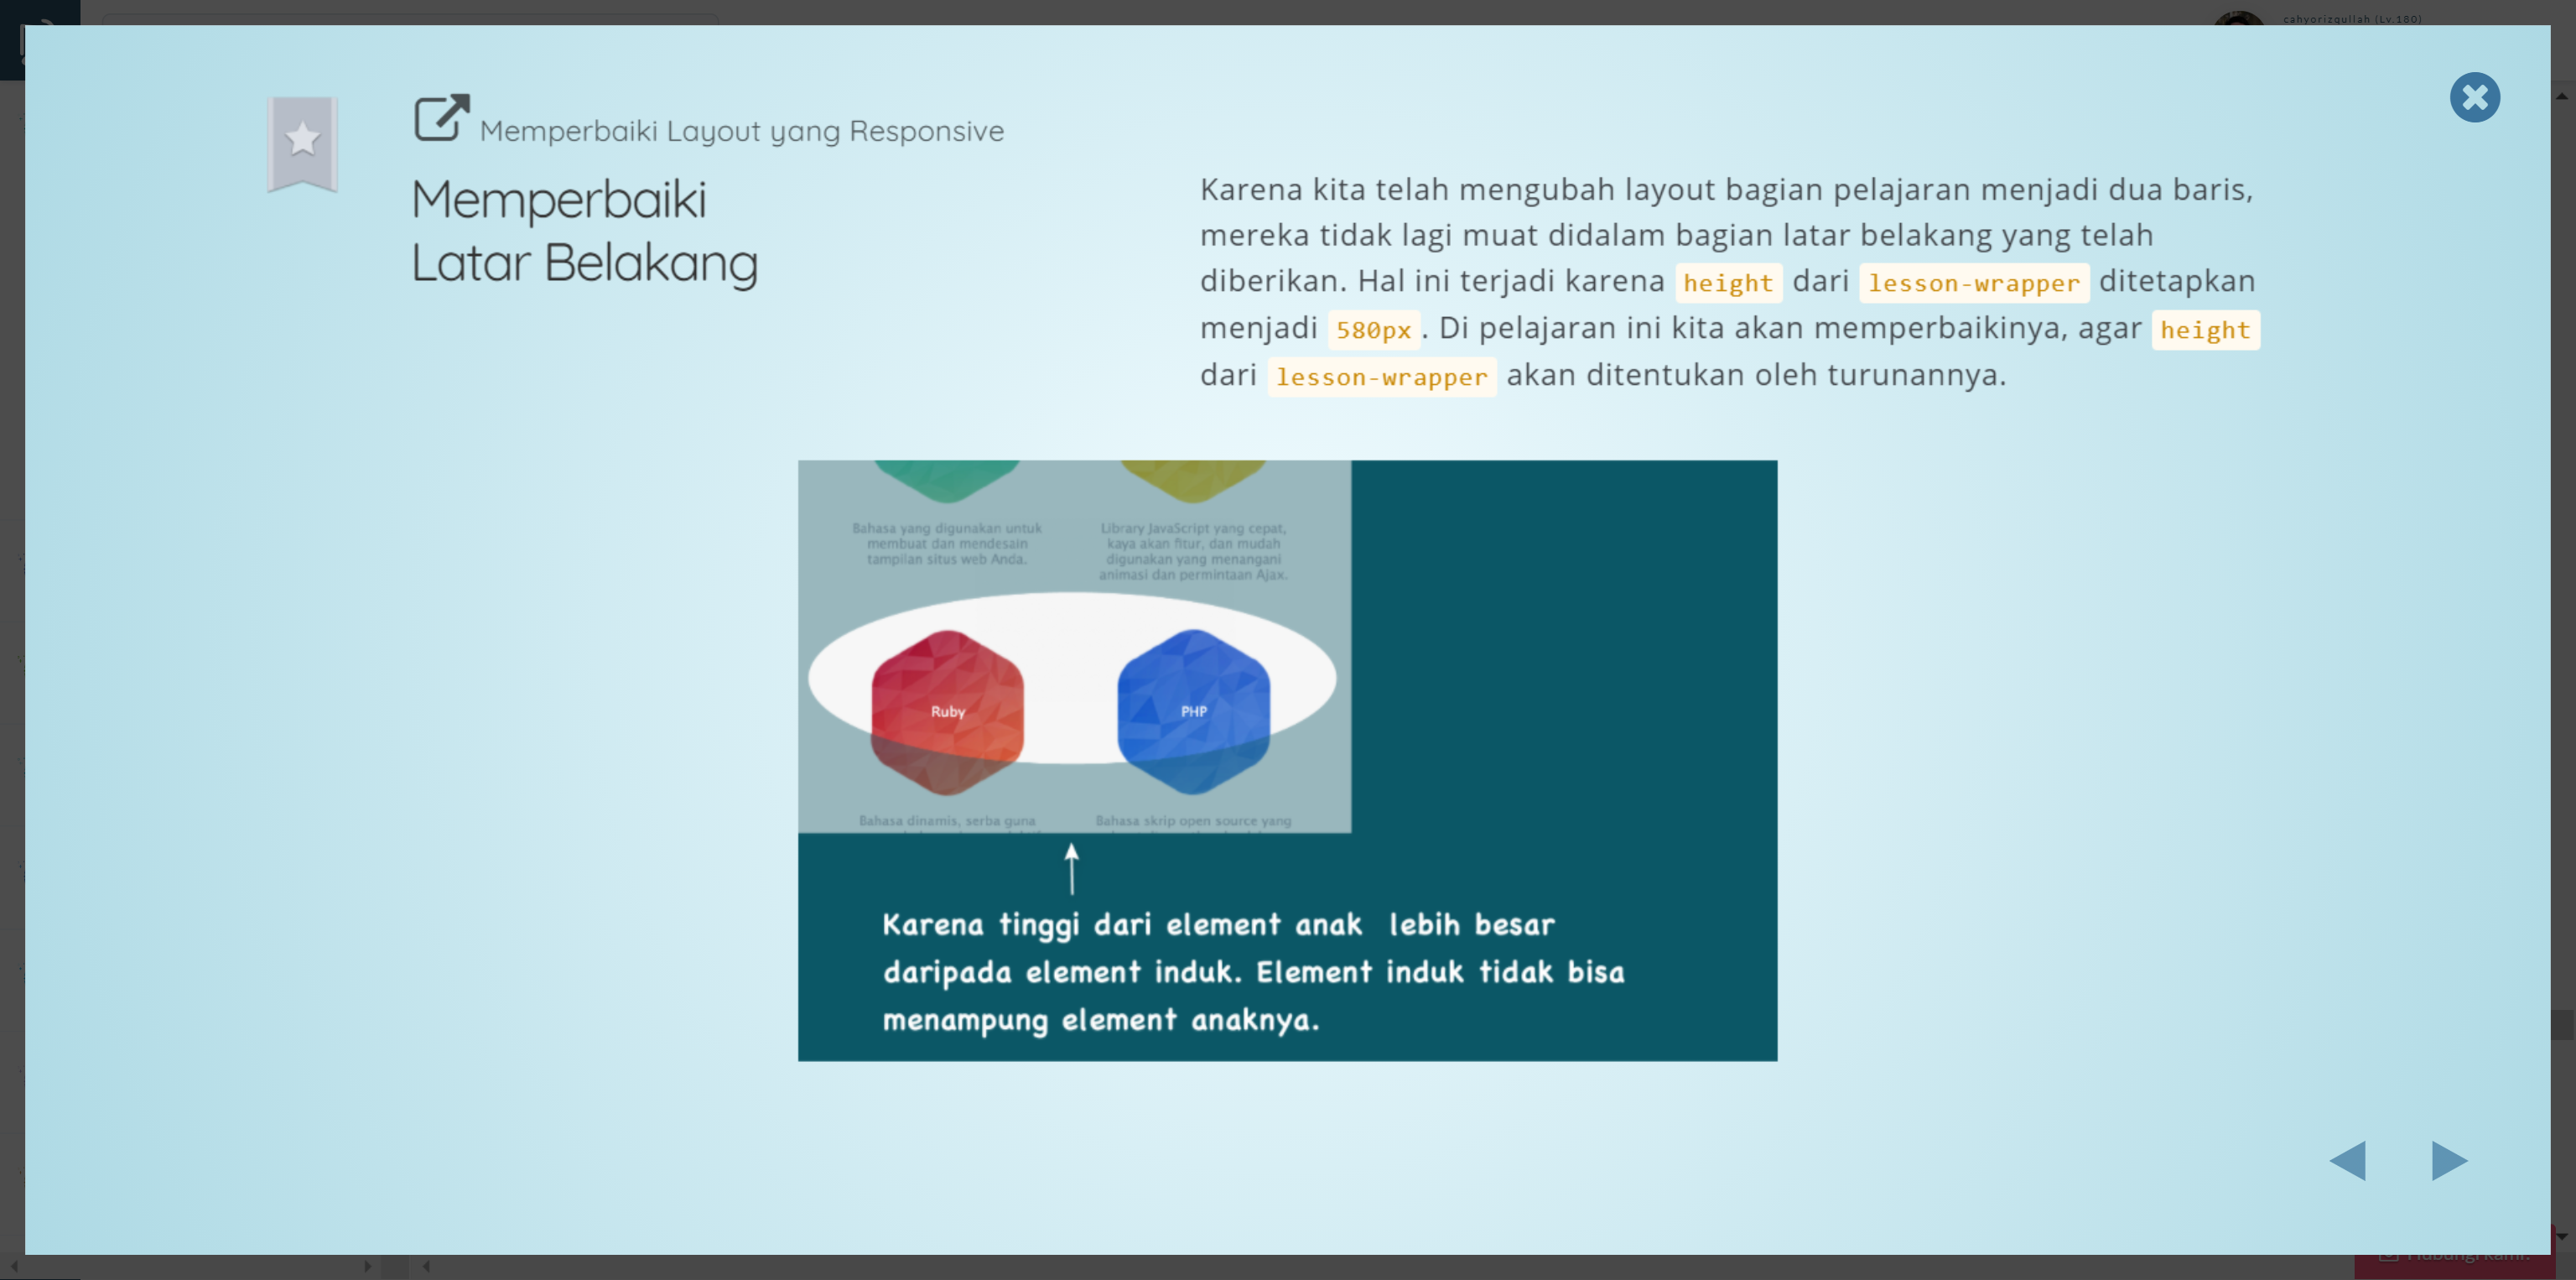 cahyorizqullah (Lv.180)
Memperbaiki Layout yang Responsive
Memperbaiki
Latar Belakang
Karena kita telah mengubah layout bagian pelajaran menjadi dua baris,
mereka tidak lagi muat didalam bagian latar belakang yang telah
diberikan. Hal ini terjadi karena height dari lesson-wrapper ditetapkan
menjadi 580px. Di pelajaran ini kita akan memperbaikinya, agar height
dari lesson-wrapper akan ditentukan oleh turunannya.
Bahasa yang digunakan untuk
membuat dan mendesain
tampilan situs web Anda.
Library JavaScript yang cepat,
kaya akan fitur, dan mudah
digunakan yang menangani
animasi dan permintaan Ajax.
Ruby
PHP
Bahasa dinamis, serba guna
Bahasa skrip open source yang
Karena tinggi dari element anak lebih besar
daripada element induk. Element induk tidak bisa
menampung element anaknya.